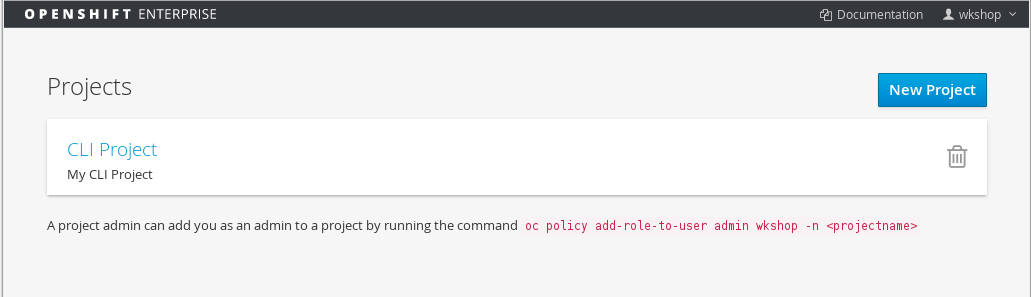 OPENSHIFT ENTERPRISE
Documentation
wkshop
Projects
New Project
CLI Project
My CLI Project
A project admin can add you as an admin to a project by running the command oc policy add-role-to-user admin wkshop -n <projectname>